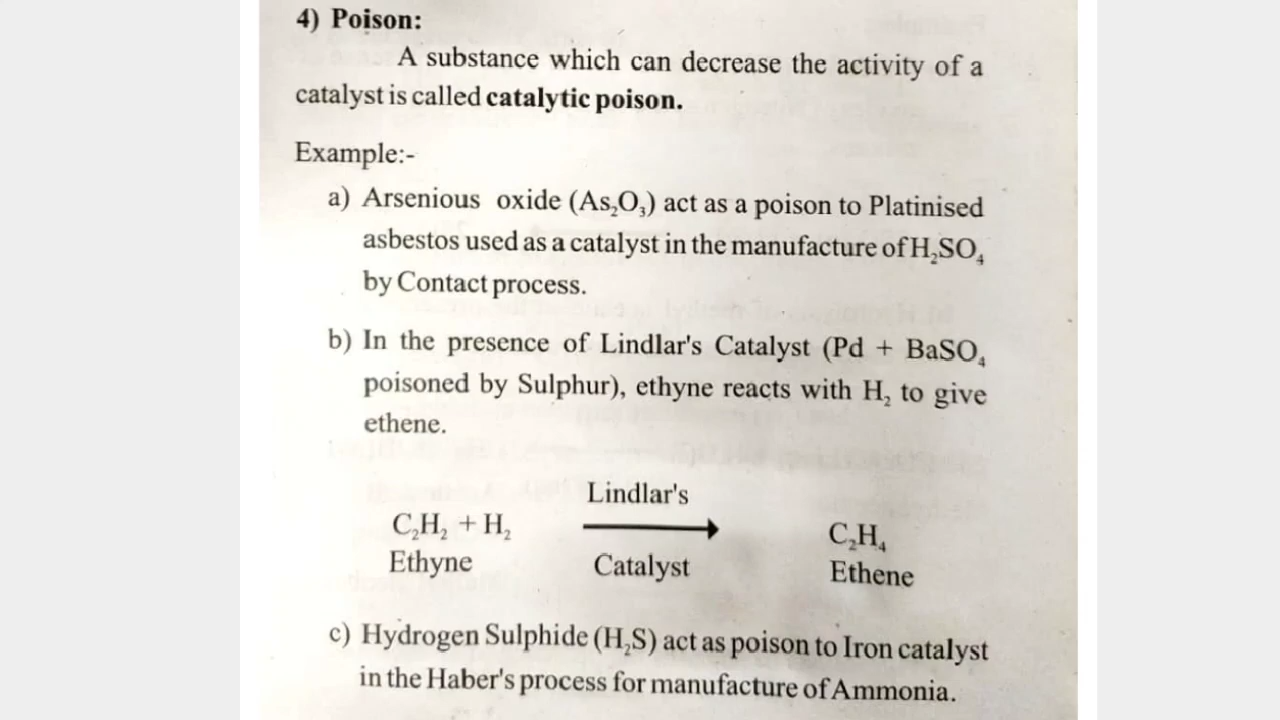 4) Poison:
A substance which can decrease the activity of a
catalyst is called catalytic poison.
Example:-
a) Arsenious oxide (As₂O₃) act as a poison to Platinised
asbestos used as a catalyst in the manufacture of H₂SO₄
by Contact process.
b) In the presence of Lindlar's Catalyst (Pd + BaSO₄
poisoned by Sulphur), ethyne reacts with H₂ to give
ethene.
Lindlar's
C₂H₂ + H₂ ⟶ C₂H₄
Ethyne Catalyst Ethene
c) Hydrogen Sulphide (H₂S) act as poison to Iron catalyst
in the Haber's process for manufacture of Ammonia.